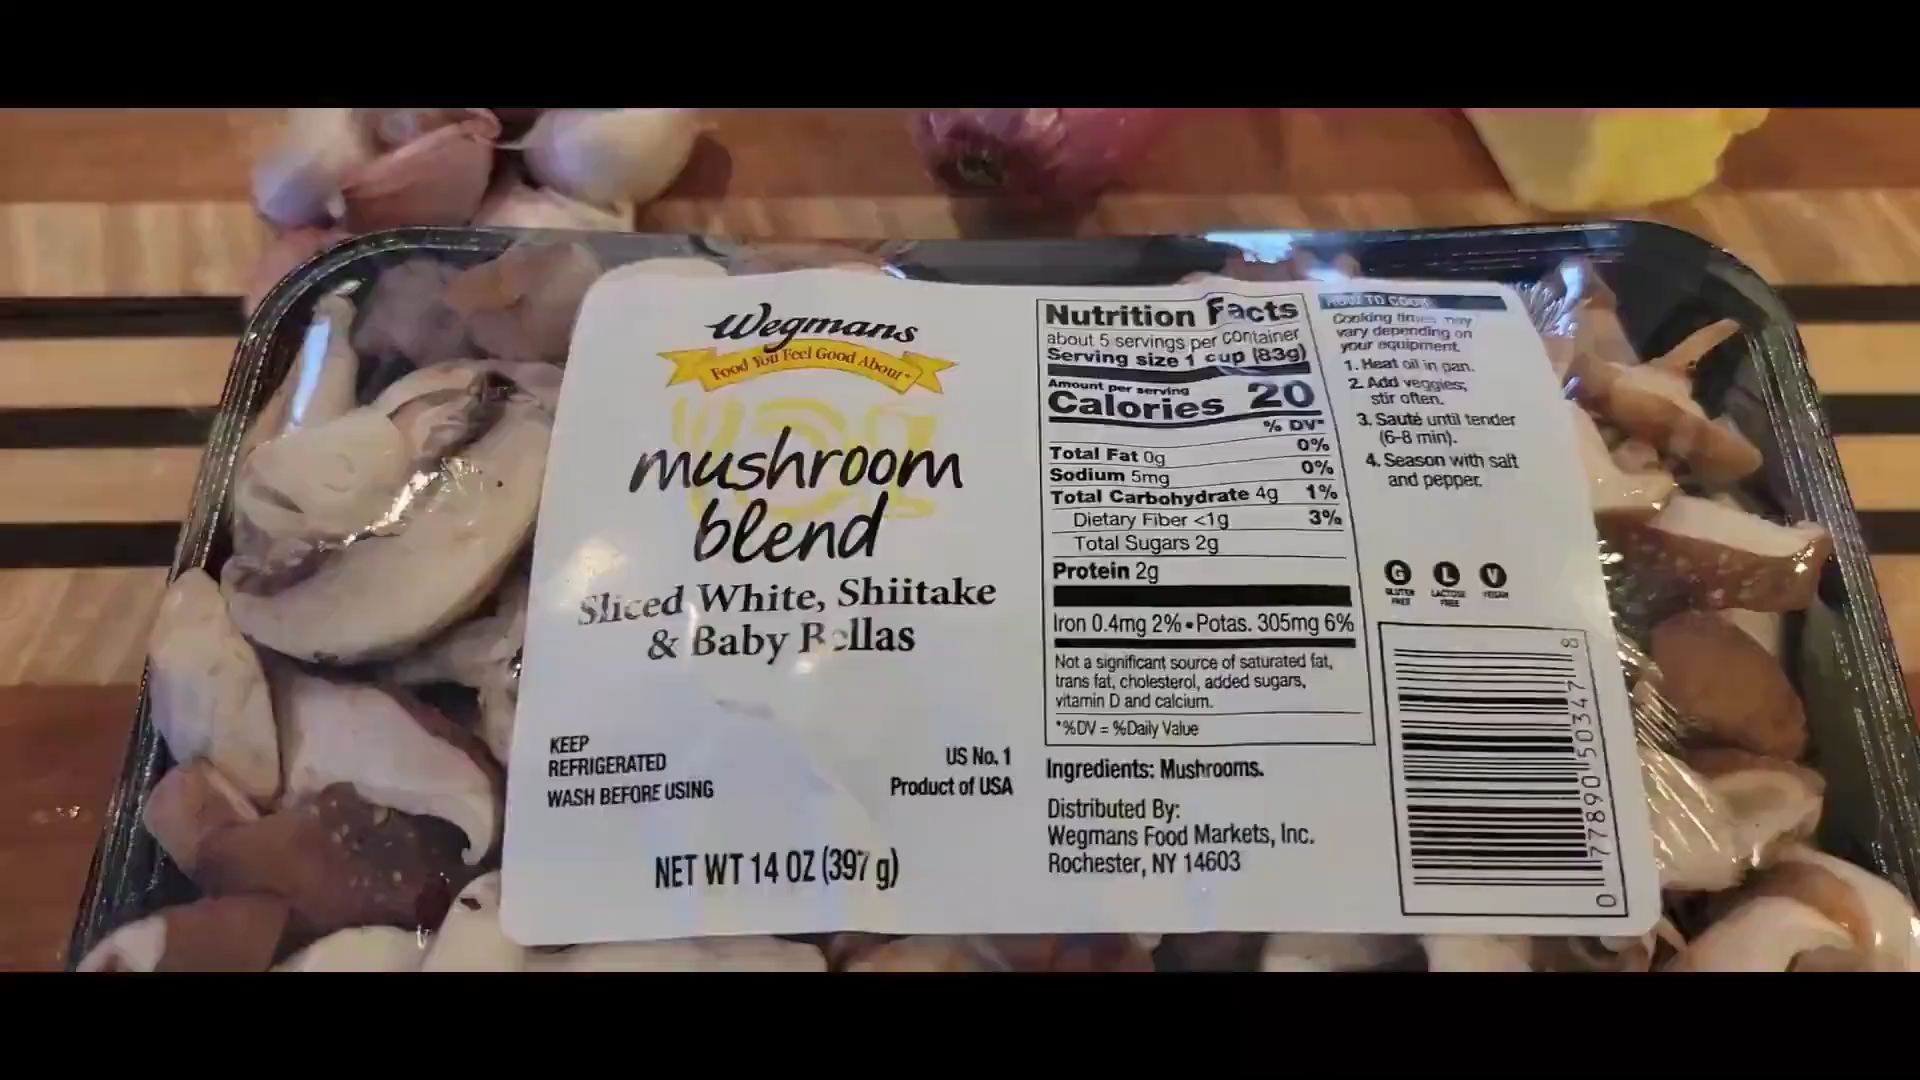 Wegmans
Food You Feel Good About
mushroom
blend
Sliced White, Shiitake
& Baby Bellas
KEEP
REFRIGERATED
WASH BEFORE USING
US No. 1
Product of USA
NET WT 14 OZ (397 g)
Nutrition Facts
about 5 servings per container
Serving size 1 cup (83g)
Amount per serving
Calories 20
% DV*
Total Fat 0g 0%
Sodium 5mg 0%
Total Carbohydrate 4g 1%
Dietary Fiber <1g 3%
Total Sugars 2g
Protein 2g
Iron 0.4mg 2% • Potas. 305mg 6%
Not a significant source of saturated fat,
trans fat, cholesterol, added sugars,
vitamin D and calcium.
*%DV = %Daily Value
Ingredients: Mushrooms.
Distributed By:
Wegmans Food Markets, Inc.
Rochester, NY 14603
HOW TO COOK
Cooking times may
vary depending on
your equipment.
1. Heat oil in pan.
2. Add veggies;
stir often.
3. Sauté until tender
(6-8 min).
4. Season with salt
and pepper.
G L V
GLUTEN FREE
LACTOSE FREE
VEGAN
0 77890 50347 8